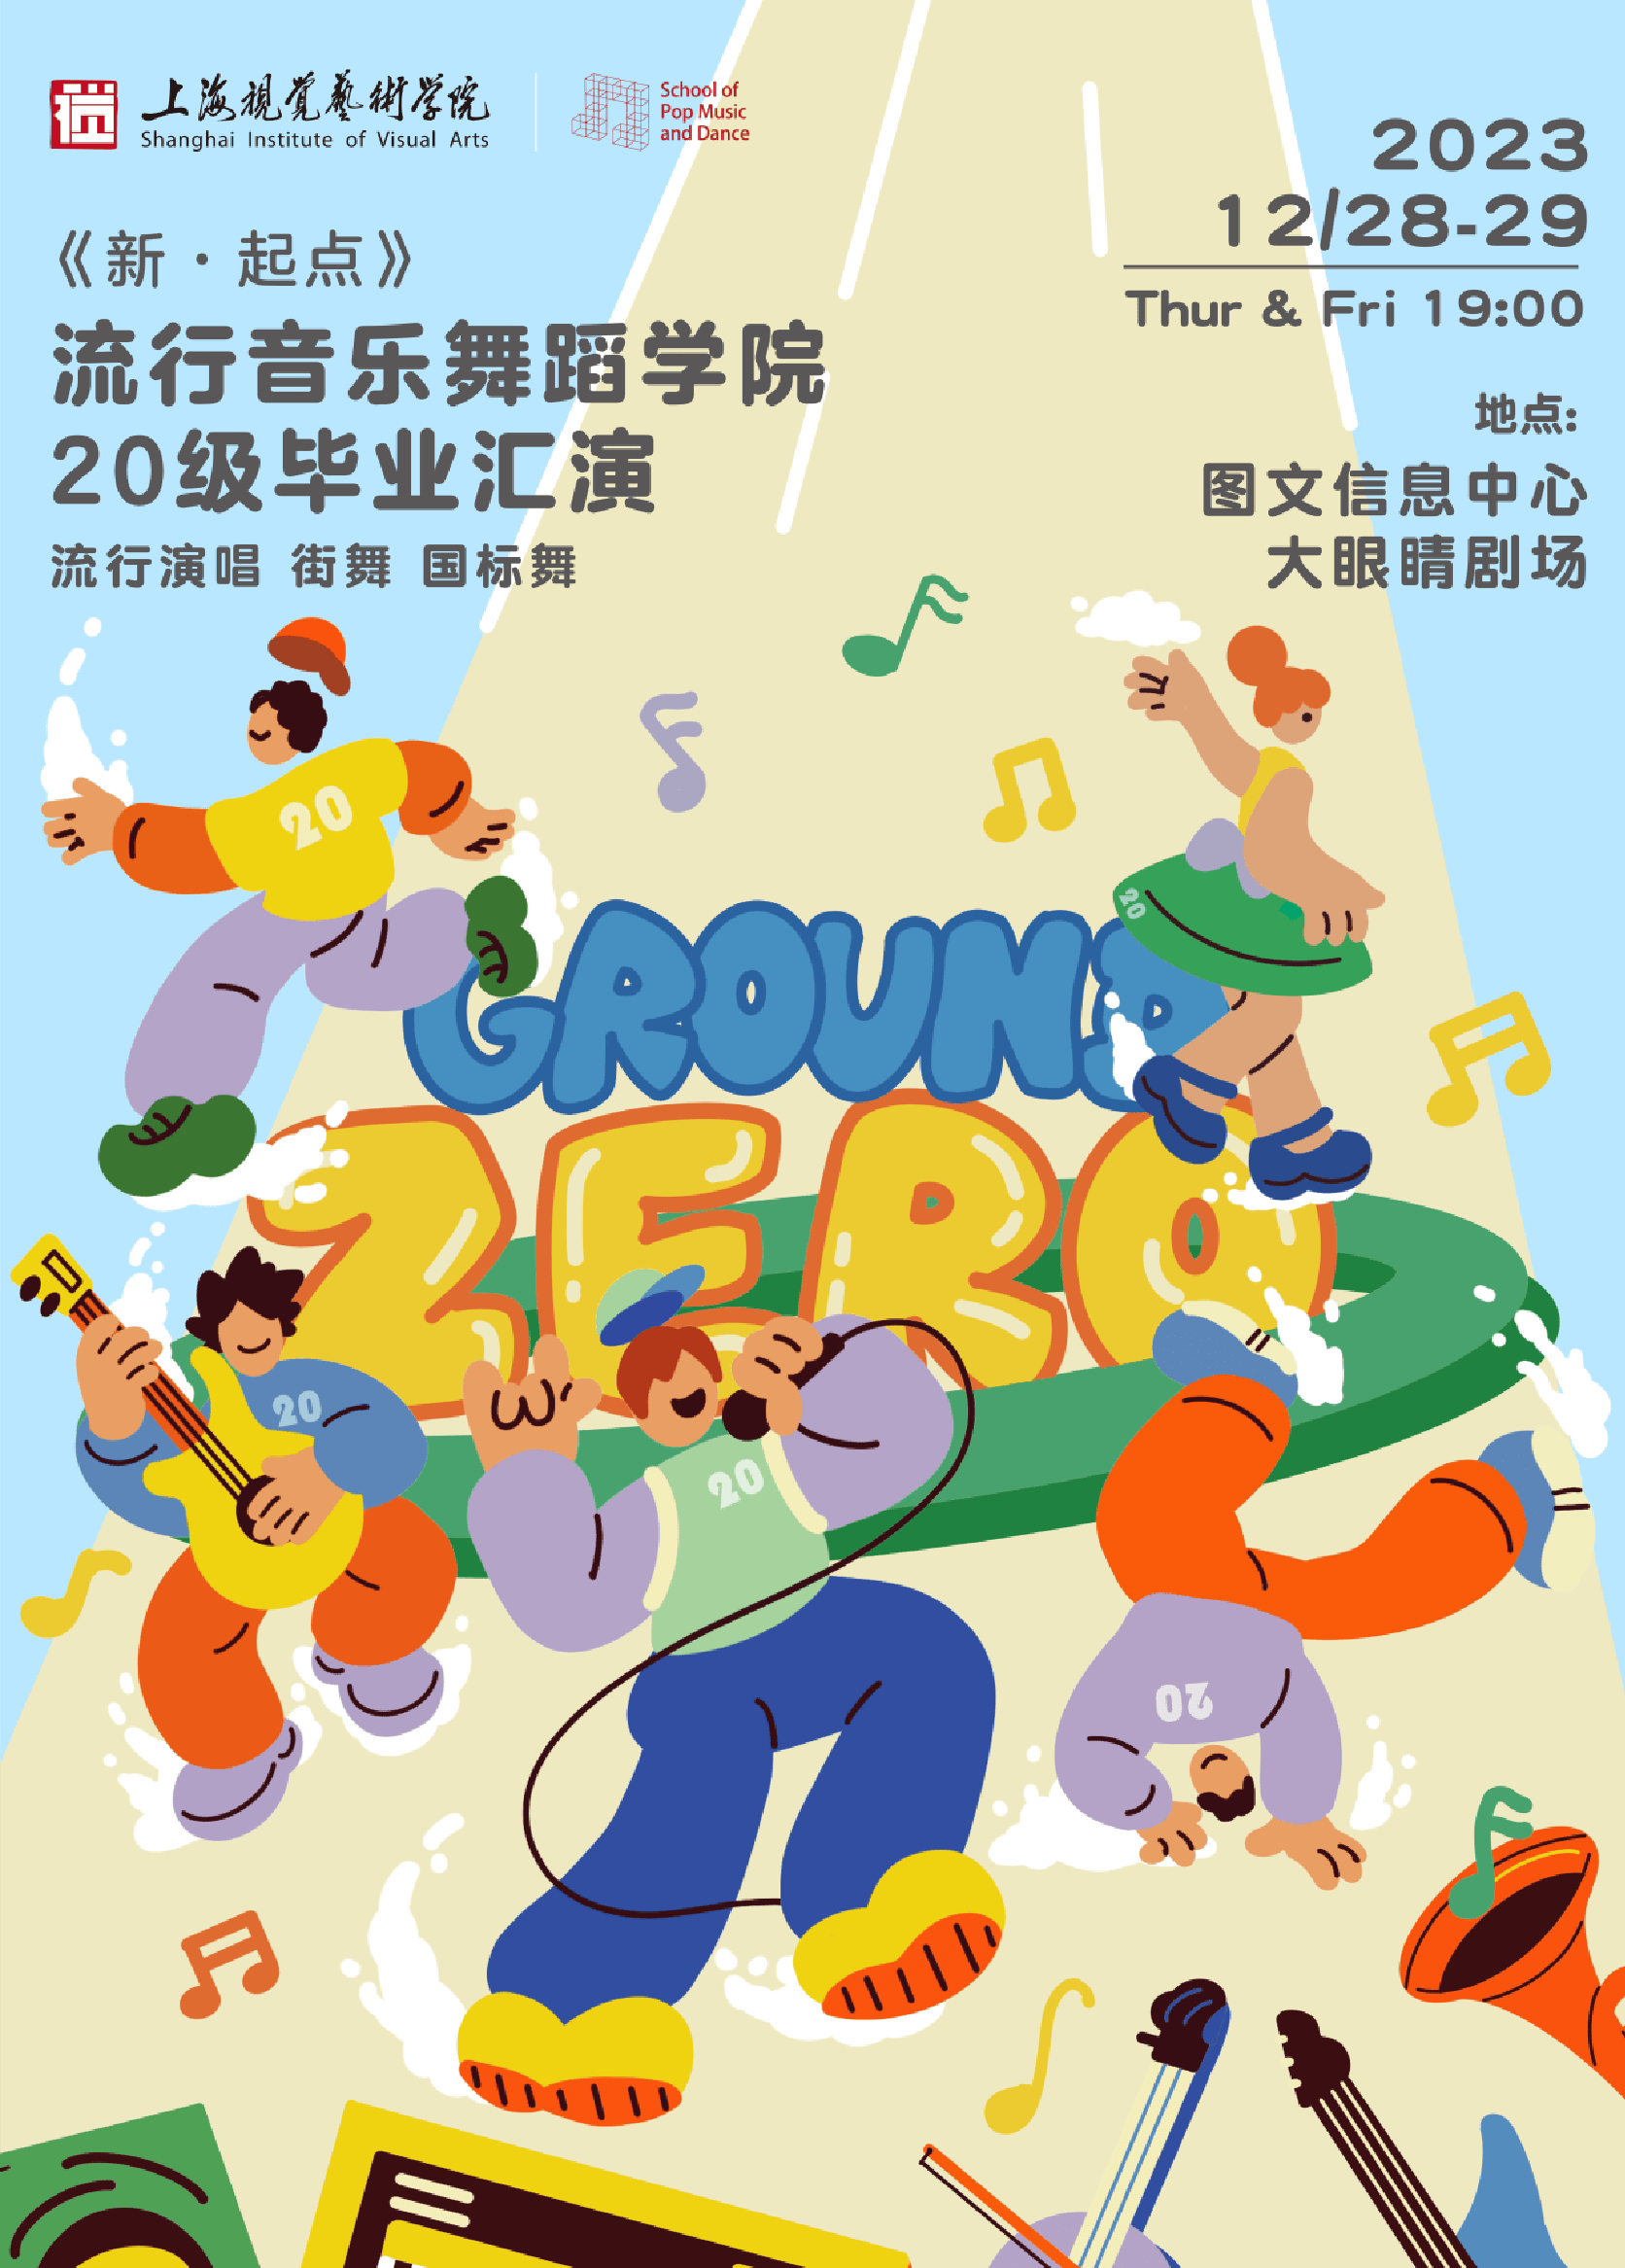 上海視覺藝術学院
Shanghai Institute of Visual Arts
School of
Pop Music
and Dance
2023
12/28-29
Thur & Fri 19:00
《新·起点》
流行音乐舞蹈学院
20级毕业汇演
流行演唱 街舞 国标舞
地点:
图文信息中心
大眼睛剧场
20
20
GROUND
ZERO
20
20
20